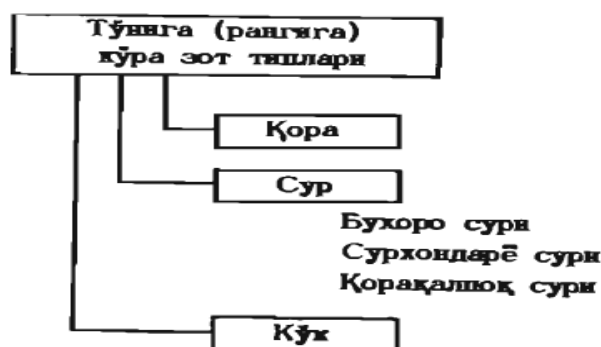 Тўнига (рангига)
кўра зот типлари
Қора
Сур
Бухоро сури
Сурхондарё сури
Қорақалпоқ сури
Кўк